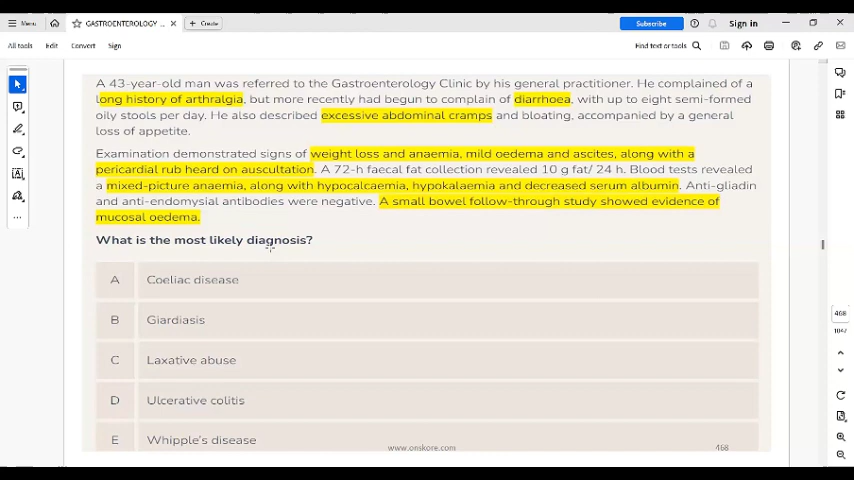 Menu
GASTROENTEROLOGY ...
Create
Subscribe
Sign in
All tools
Edit
Convert
Sign
Find text or tools
A 43-year-old man was referred to the Gastroenterology Clinic by his general practitioner. He complained of a
long history of arthralgia, but more recently had begun to complain of diarrhoea, with up to eight semi-formed
oily stools per day. He also described excessive abdominal cramps and bloating, accompanied by a general
loss of appetite.
Examination demonstrated signs of weight loss and anaemia, mild oedema and ascites, along with a
pericardial rub heard on auscultation. A 72-h faecal fat collection revealed 10 g fat/ 24 h. Blood tests revealed
a mixed-picture anaemia, along with hypocalcaemia, hypokalaemia and decreased serum albumin. Anti-gliadin
and anti-endomysial antibodies were negative. A small bowel follow-through study showed evidence of
mucosal oedema.
What is the most likely diagnosis?
A Coeliac disease
B Giardiasis
C Laxative abuse
D Ulcerative colitis
E Whipple's disease
www.onskore.com
468
468